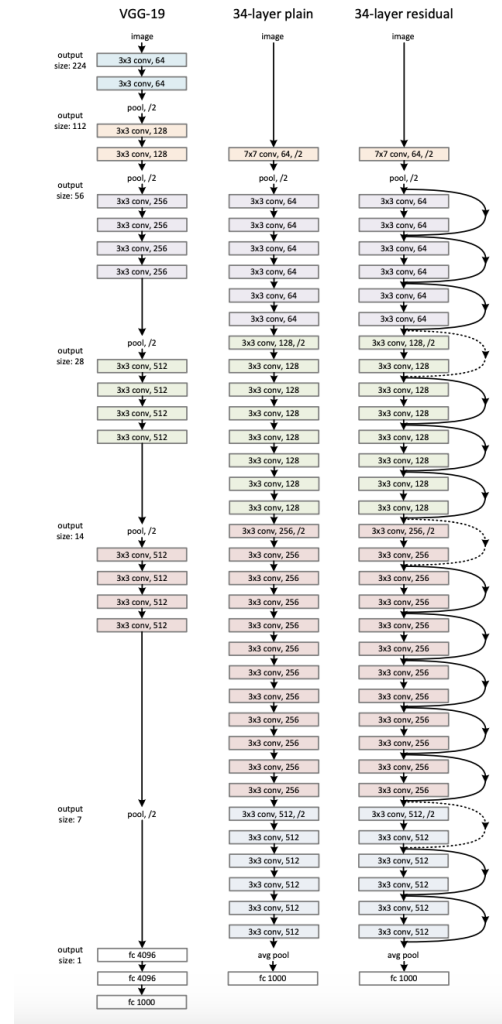 VGG-19
image
output
size: 224
3x3 conv, 64
3x3 conv, 64
pool, /2
output
size: 112
3x3 conv, 128
3x3 conv, 128
pool, /2
output
size: 56
3x3 conv, 256
3x3 conv, 256
3x3 conv, 256
3x3 conv, 256
pool, /2
output
size: 28
3x3 conv, 512
3x3 conv, 512
3x3 conv, 512
3x3 conv, 512
pool, /2
output
size: 14
3x3 conv, 512
3x3 conv, 512
3x3 conv, 512
3x3 conv, 512
output
size: 7
pool, /2
output
size: 1
fc 4096
fc 4096
fc 1000
34-layer plain
image
7x7 conv, 64, /2
pool, /2
3x3 conv, 64
3x3 conv, 64
3x3 conv, 64
3x3 conv, 64
3x3 conv, 64
3x3 conv, 64
3x3 conv, 128, /2
3x3 conv, 128
3x3 conv, 128
3x3 conv, 128
3x3 conv, 128
3x3 conv, 128
3x3 conv, 128
3x3 conv, 128
3x3 conv, 256, /2
3x3 conv, 256
3x3 conv, 256
3x3 conv, 256
3x3 conv, 256
3x3 conv, 256
3x3 conv, 256
3x3 conv, 256
3x3 conv, 256
3x3 conv, 256
3x3 conv, 256
3x3 conv, 256
3x3 conv, 512, /2
3x3 conv, 512
3x3 conv, 512
3x3 conv, 512
3x3 conv, 512
3x3 conv, 512
avg pool
fc 1000
34-layer residual
image
7x7 conv, 64, /2
pool, /2
3x3 conv, 64
3x3 conv, 64
3x3 conv, 64
3x3 conv, 64
3x3 conv, 64
3x3 conv, 64
3x3 conv, 128, /2
3x3 conv, 128
3x3 conv, 128
3x3 conv, 128
3x3 conv, 128
3x3 conv, 128
3x3 conv, 128
3x3 conv, 128
3x3 conv, 256, /2
3x3 conv, 256
3x3 conv, 256
3x3 conv, 256
3x3 conv, 256
3x3 conv, 256
3x3 conv, 256
3x3 conv, 256
3x3 conv, 256
3x3 conv, 256
3x3 conv, 256
3x3 conv, 256
3x3 conv, 512, /2
3x3 conv, 512
3x3 conv, 512
3x3 conv, 512
3x3 conv, 512
3x3 conv, 512
avg pool
fc 1000